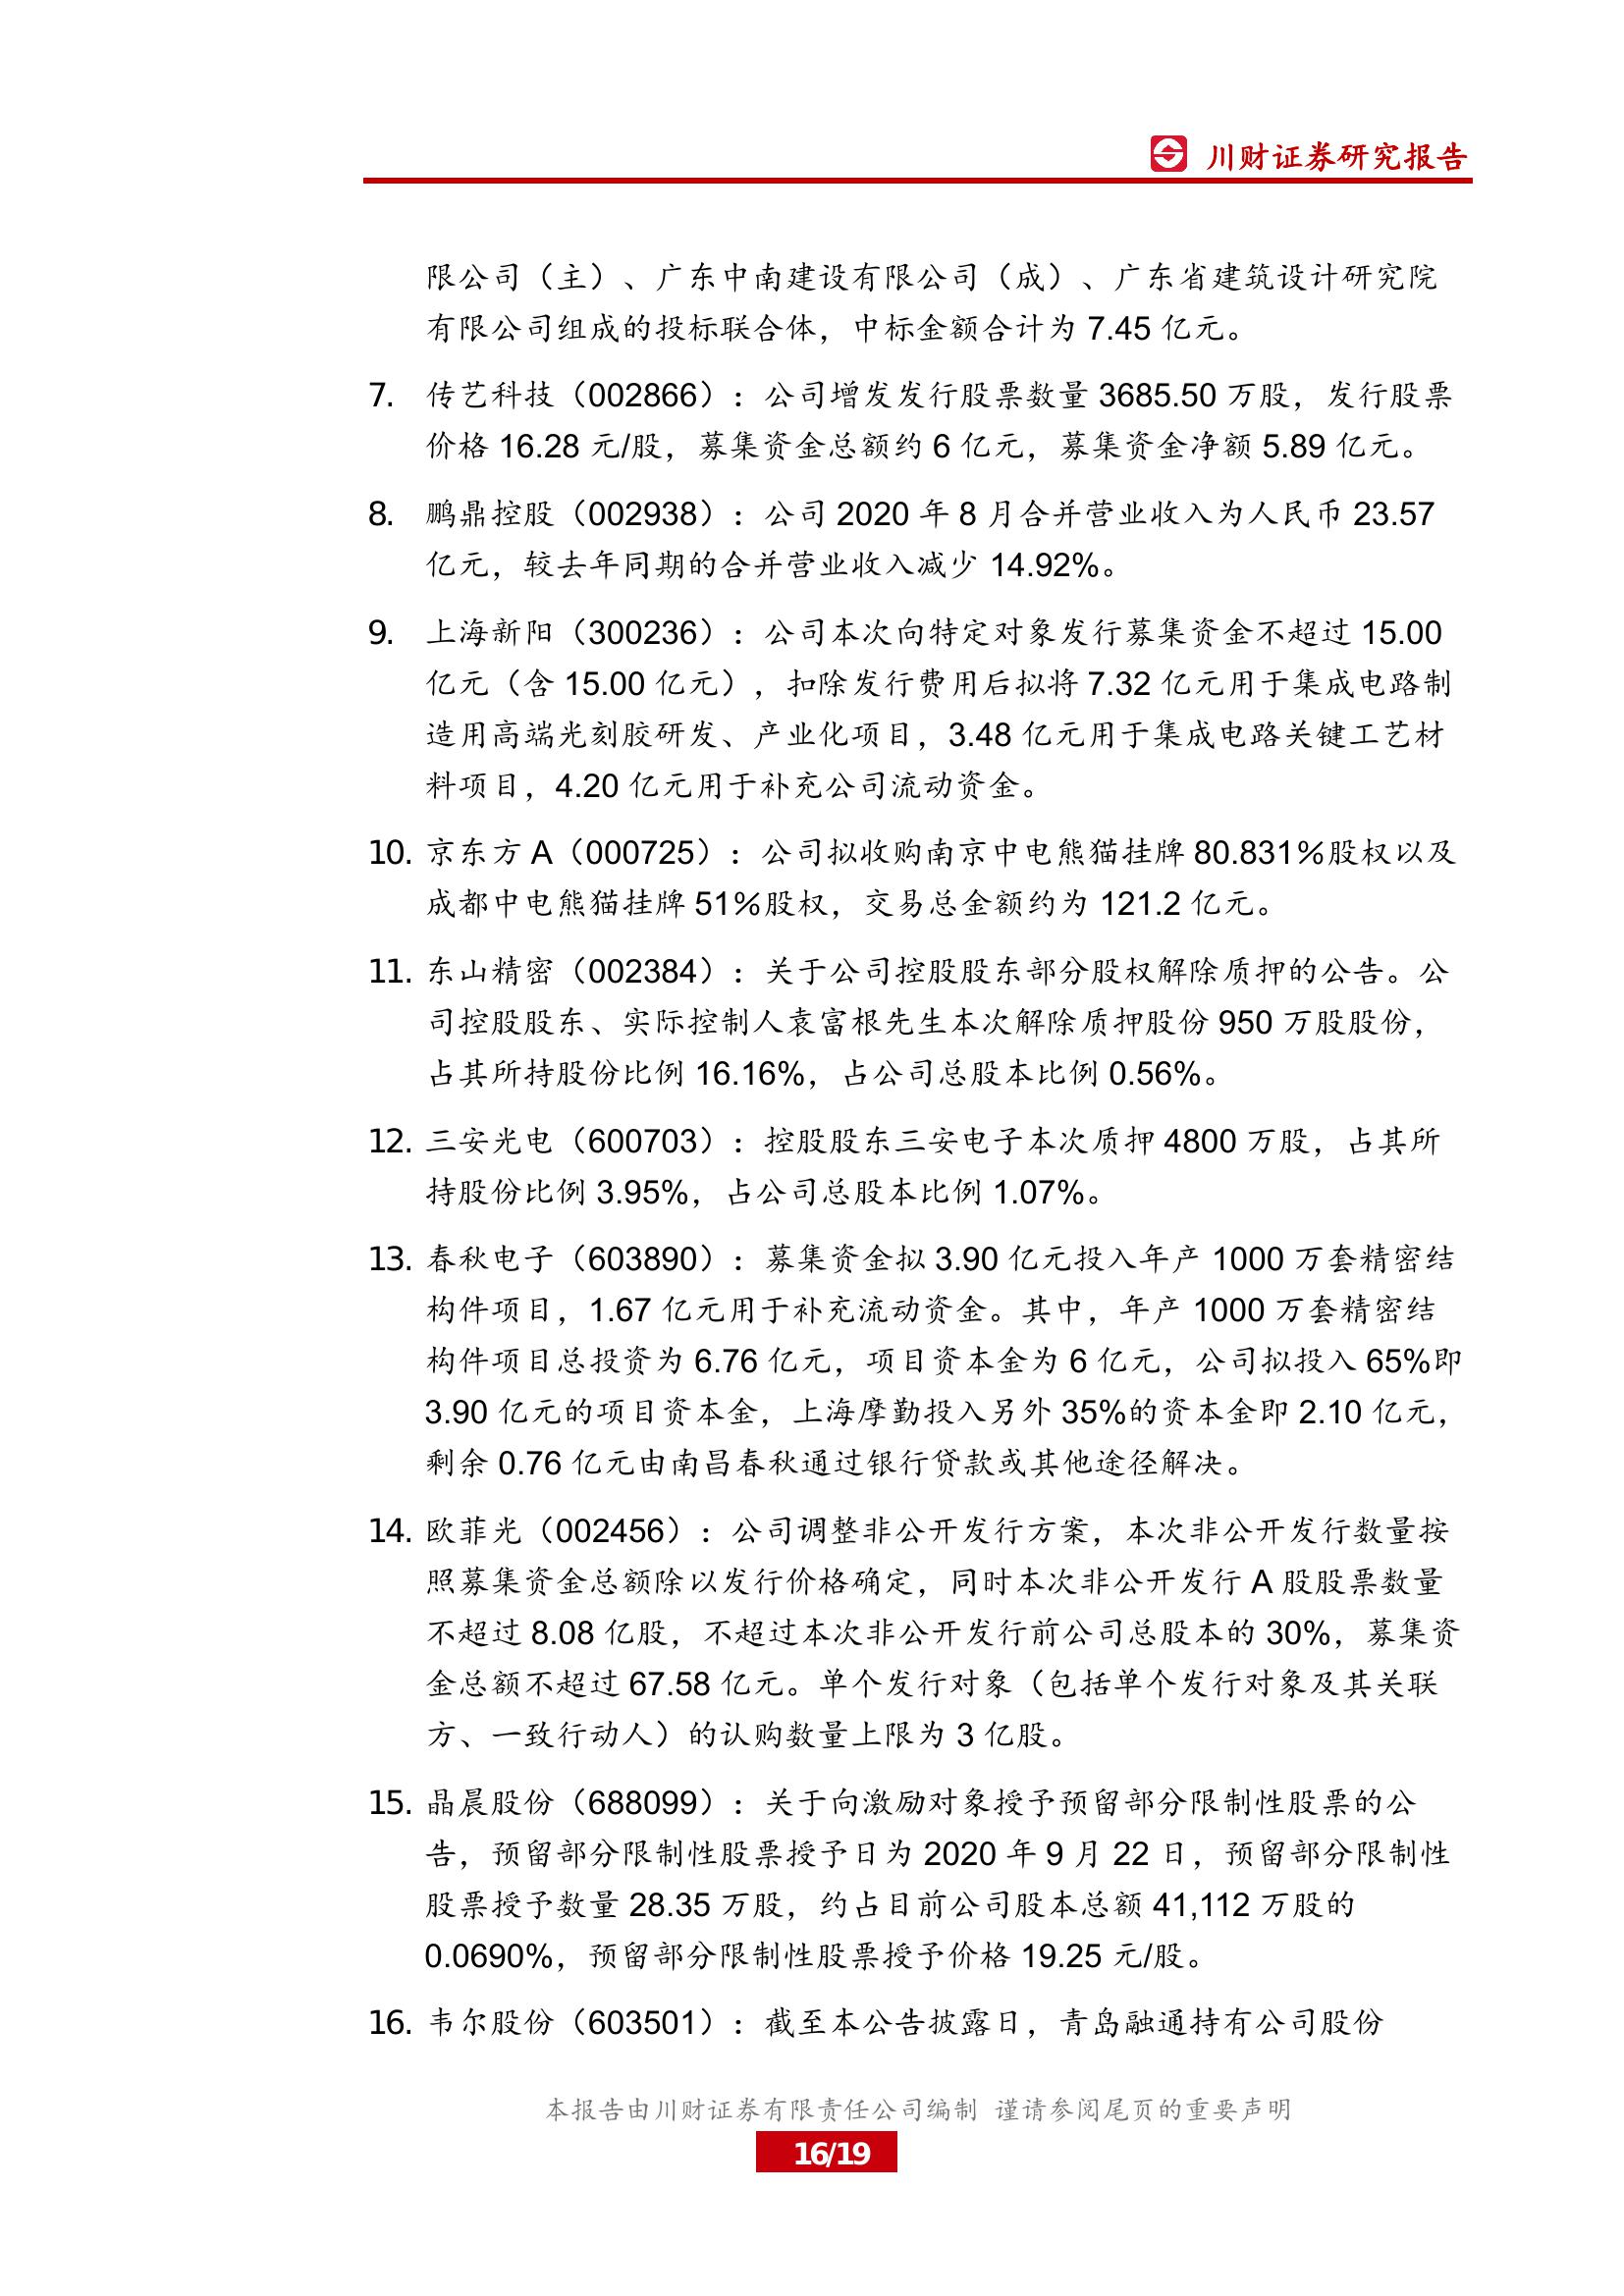 川财证券研究报告
限公司（主）、广东中南建设有限公司（成）、广东省建筑设计研究院
有限公司组成的投标联合体，中标金额合计为 7.45 亿元。
7. 传艺科技（002866）：公司增发发行股票数量 3685.50 万股，发行股票
价格 16.28 元/股，募集资金总额约 6 亿元，募集资金净额 5.89 亿元。
8. 鹏鼎控股（002938）：公司 2020 年 8 月合并营业收入为人民币 23.57
亿元，较去年同期的合并营业收入减少 14.92%。
9. 上海新阳（300236）：公司本次向特定对象发行募集资金不超过 15.00
亿元（含 15.00 亿元），扣除发行费用后拟将 7.32 亿元用于集成电路制
造用高端光刻胶研发、产业化项目，3.48 亿元用于集成电路关键工艺材
料项目，4.20 亿元用于补充公司流动资金。
10. 京东方 A（000725）：公司拟收购南京中电熊猫挂牌 80.831%股权以及
成都中电熊猫挂牌 51%股权，交易总金额约为 121.2 亿元。
11. 东山精密（002384）：关于公司控股股东部分股权解除质押的公告。公
司控股股东、实际控制人袁富根先生本次解除质押股份 950 万股股份，
占其所持股份比例 16.16%，占公司总股本比例 0.56%。
12. 三安光电（600703）：控股股东三安电子本次质押 4800 万股，占其所
持股份比例 3.95%，占公司总股本比例 1.07%。
13. 春秋电子（603890）：募集资金拟 3.90 亿元投入年产 1000 万套精密结
构件项目，1.67 亿元用于补充流动资金。其中，年产 1000 万套精密结
构件项目总投资为 6.76 亿元，项目资本金为 6 亿元，公司拟投入 65%即
3.90 亿元的项目资本金，上海摩勤投入另外 35%的资本金即 2.10 亿元，
剩余 0.76 亿元由南昌春秋通过银行贷款或其他途径解决。
14. 欧菲光（002456）：公司调整非公开发行方案，本次非公开发行数量按
照募集资金总额除以发行价格确定，同时本次非公开发行 A 股股票数量
不超过 8.08 亿股，不超过本次非公开发行前公司总股本的 30%，募集资
金总额不超过 67.58 亿元。单个发行对象（包括单个发行对象及其关联
方、一致行动人）的认购数量上限为 3 亿股。
15. 晶晨股份（688099）：关于向激励对象授予预留部分限制性股票的公
告，预留部分限制性股票授予日为 2020 年 9 月 22 日，预留部分限制性
股票授予数量 28.35 万股，约占目前公司股本总额 41,112 万股的
0.0690%，预留部分限制性股票授予价格 19.25 元/股。
16. 韦尔股份（603501）：截至本公告披露日，青岛融通持有公司股份
本报告由川财证券有限责任公司编制 谨请参阅尾页的重要声明
16/19